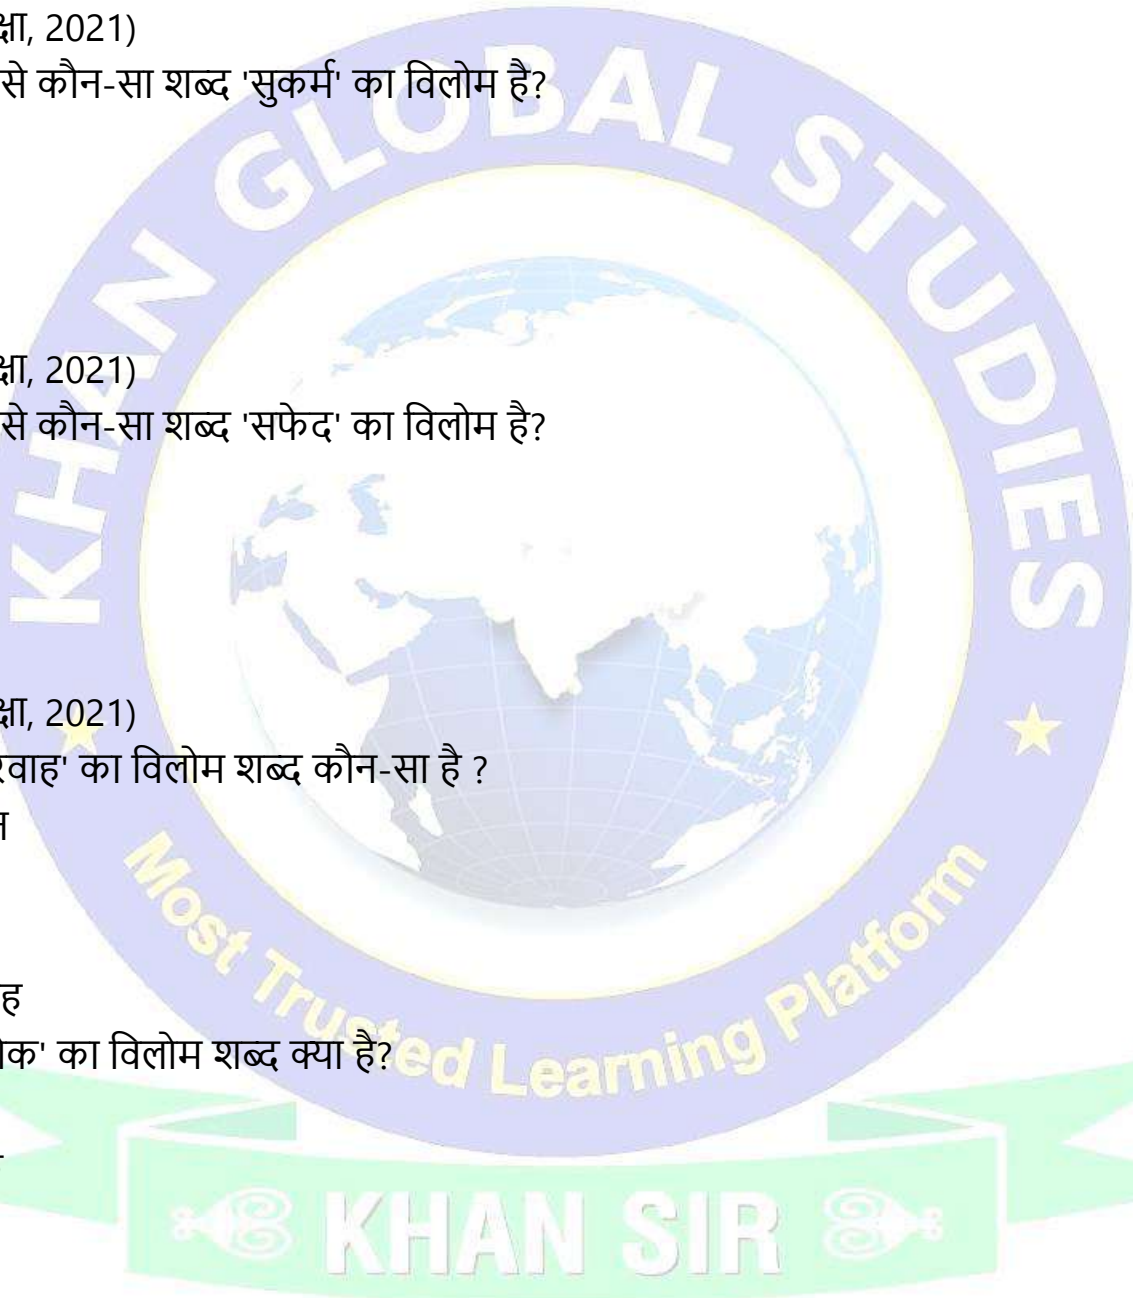 क्षा, 2021)
से कौन-सा शब्द 'सुकर्म' का विलोम है?
क्षा, 2021)
से कौन-सा शब्द 'सफेद' का विलोम है?
क्षा, 2021)
रवाह' का विलोम शब्द कौन-सा है ?
ह
क' का विलोम शब्द क्या है?
KHAN GLOBAL STUDIES
Most Trusted Learning Platform
KHAN SIR